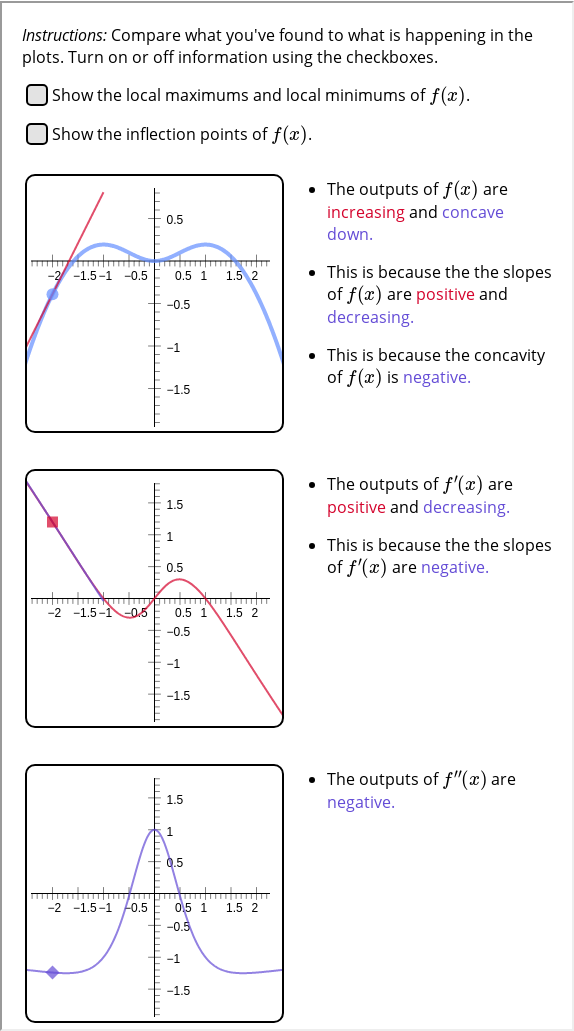 Instructions: Compare what you've found to what is happening in the
plots. Turn on or off information using the checkboxes.
Show the local maximums and local minimums of f(x).
Show the inflection points of f(x).
0.5
−2 −1.5 −1 −0.5 0.5 1 1.5 2
−0.5
−1
−1.5
• The outputs of f(x) are
increasing and concave
down.
• This is because the the slopes
of f(x) are positive and
decreasing.
• This is because the concavity
of f(x) is negative.
1.5
1
0.5
−2 −1.5 −1 −0.5 0.5 1 1.5 2
−0.5
−1
−1.5
• The outputs of f′(x) are
positive and decreasing.
• This is because the the slopes
of f′(x) are negative.
1.5
1
0.5
−2 −1.5 −1 −0.5 0.5 1 1.5 2
−0.5
−1
−1.5
• The outputs of f′′(x) are
negative.